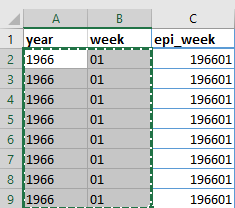 A B C
1 year week epi_week
2 1966 01 196601
3 1966 01 196601
4 1966 01 196601
5 1966 01 196601
6 1966 01 196601
7 1966 01 196601
8 1966 01 196601
9 1966 01 196601